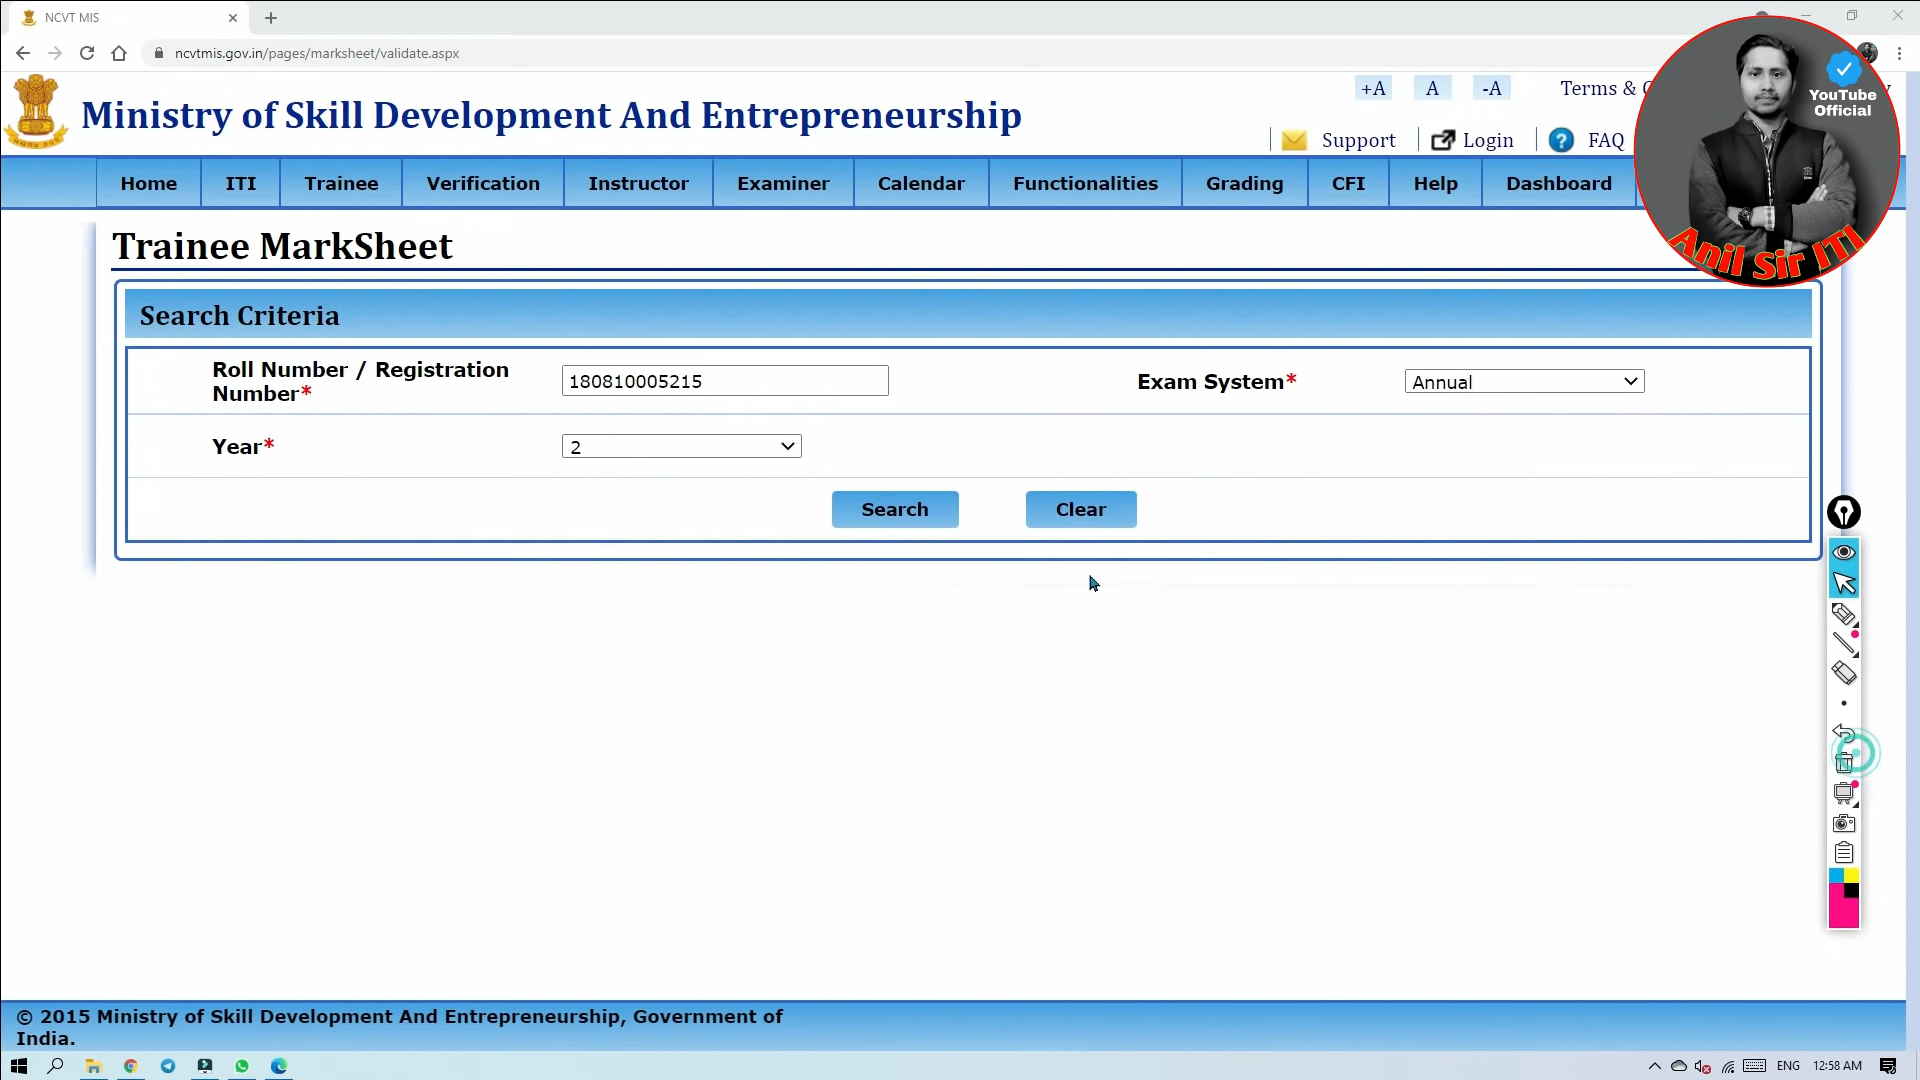 NCVT MIS
ncvtmis.gov.in/pages/marksheet/validate.aspx
Ministry of Skill Development And Entrepreneurship
+A A -A Terms &
Support Login FAQ
YouTube
Official
Anil Sir ITI
Home ITI Trainee Verification Instructor Examiner Calendar Functionalities Grading CFI Help Dashboard
Trainee MarkSheet
Search Criteria
Roll Number / Registration
Number*
180810005215
Exam System*
Annual
Year*
2
Search Clear
© 2015 Ministry of Skill Development And Entrepreneurship, Government of
India.
ENG 12:58 AM